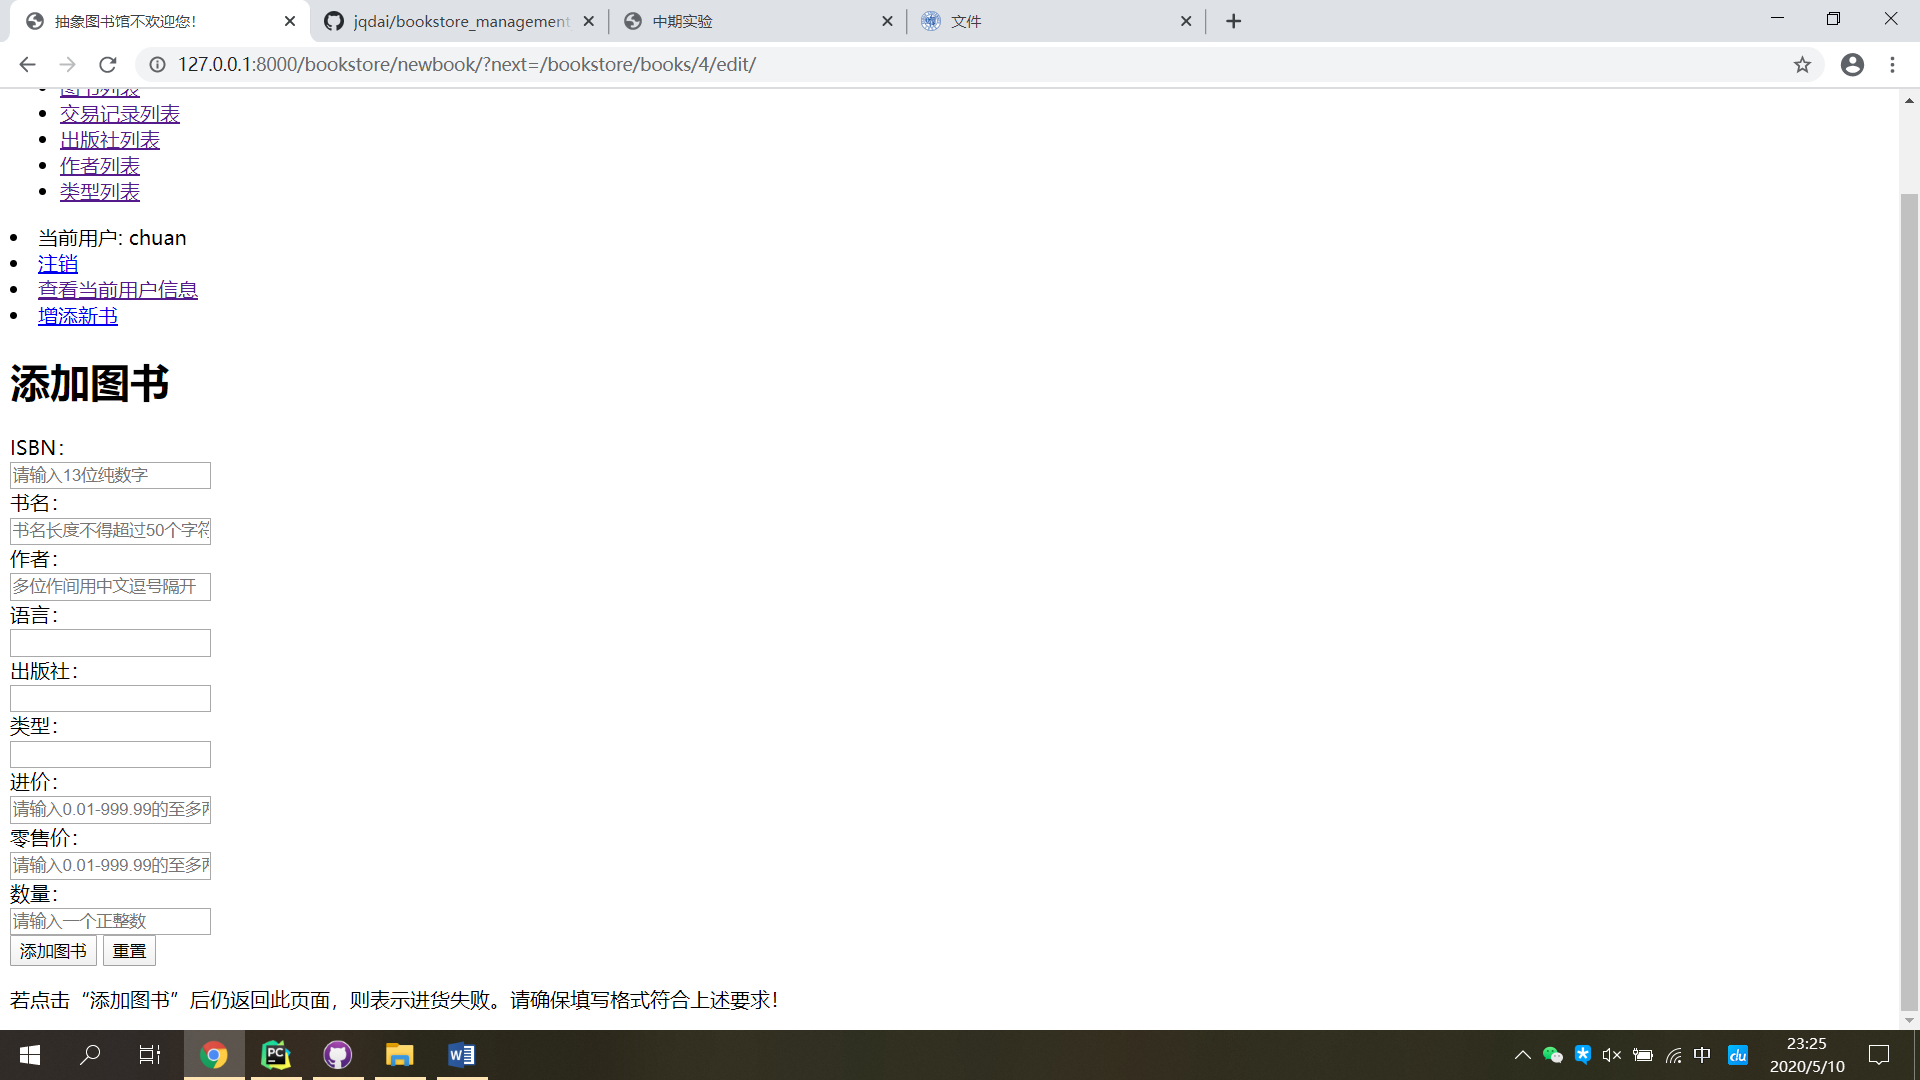 抽象图书馆不欢迎您!
jqdai/bookstore_management
中期实验
文件
127.0.0.1:8000/bookstore/newbook/?next=/bookstore/books/4/edit/
图书列表
交易记录列表
出版社列表
作者列表
类型列表
当前用户: chuan
注销
查看当前用户信息
增添新书
添加图书
ISBN：
请输入13位纯数字
书名：
书名长度不得超过50个字符
作者：
多位作间用中文逗号隔开
语言：
出版社：
类型：
进价：
请输入0.01-999.99的至多
零售价：
请输入0.01-999.99的至多
数量：
请输入一个正整数
添加图书 重置
若点击“添加图书”后仍返回此页面，则表示进货失败。请确保填写格式符合上述要求！
PC
W
中
du
23:25
2020/5/10